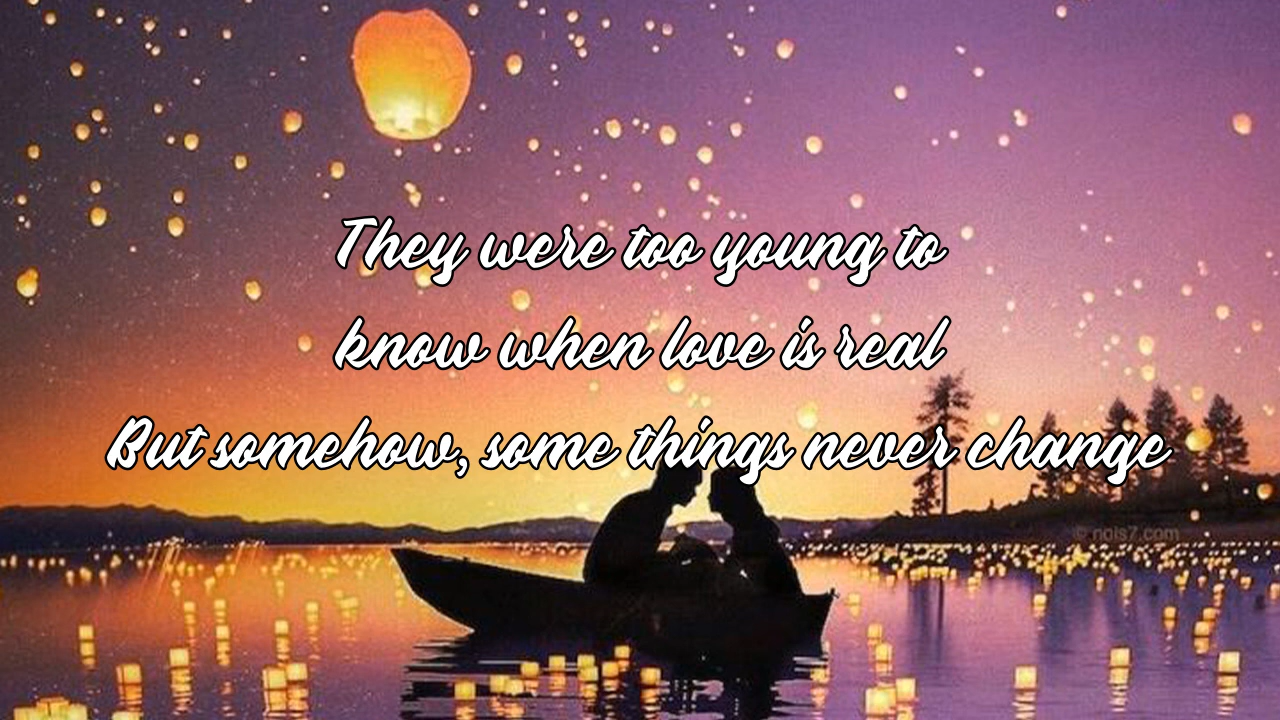 They were too young to
know when love is real
But somehow, some things never change
© nois7.com